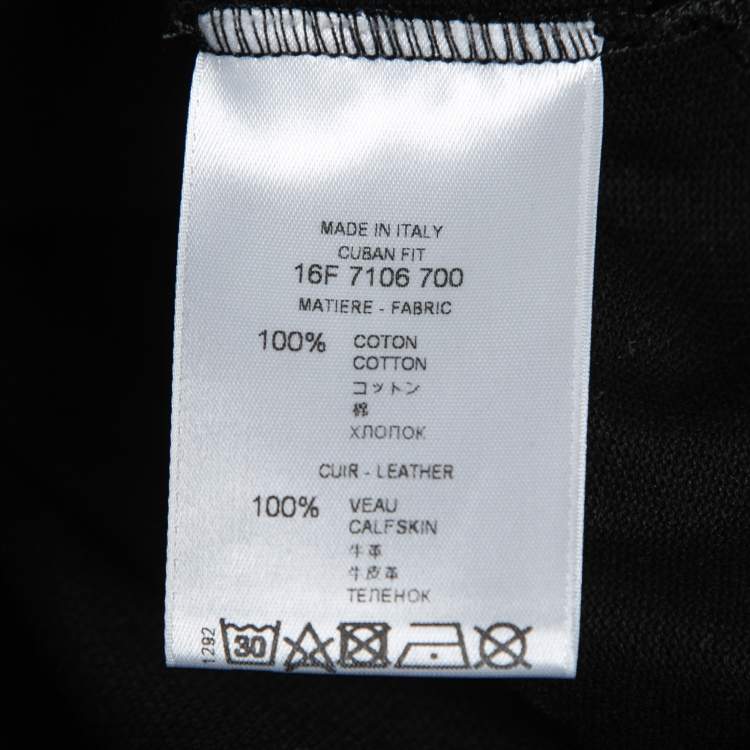 MADE IN ITALY
CUBAN FIT
16F 7106 700
MATIERE - FABRIC
100% COTON
COTTON
コットン
棉
ХЛОПОК
CUIR - LEATHER
100% VEAU
CALFSKIN
牛革
牛皮革
ТЕЛЕНОК
1292
30